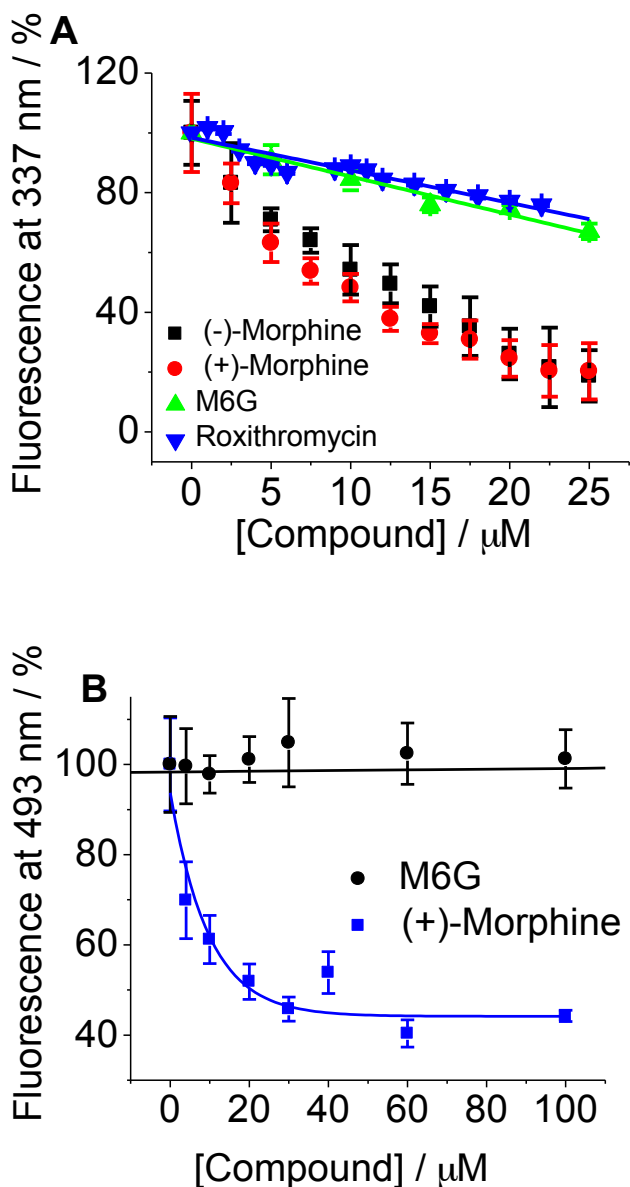 A
Fluorescence at 337 nm / %
120
80
40
0
(-)-Morphine
(+)-Morphine
M6G
Roxithromycin
0 5 10 15 20 25
[Compound] / μM
B
Fluorescence at 493 nm / %
100
80
60
40
M6G
(+)-Morphine
0 20 40 60 80 100
[Compound] / μM